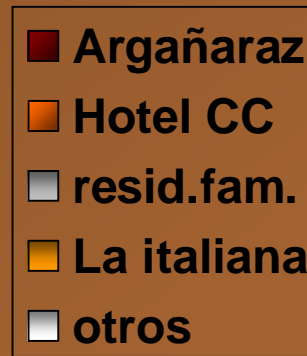 Argañaraz
Hotel CC
resid.fam.
La italiana
otros